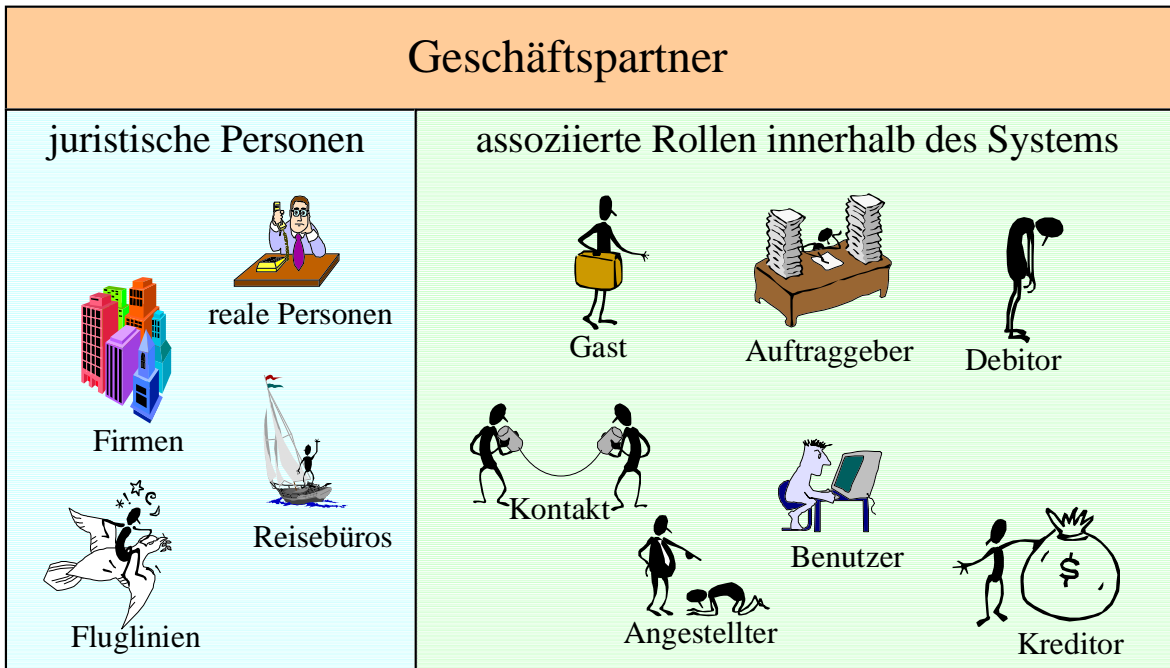 Geschäftspartner
juristische Personen
reale Personen
Firmen
Reisebüros
Fluglinien
assoziierte Rollen innerhalb des Systems
Gast
Auftraggeber
Debitor
Kontakt
Benutzer
Angestellter
$
Kreditor